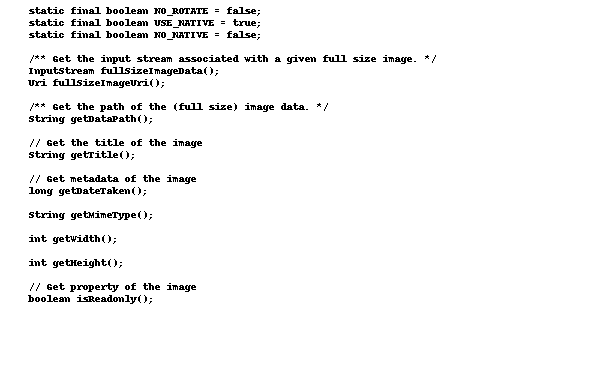 static final boolean NO_ROTATE = false;
static final boolean USE_NATIVE = true;
static final boolean NO_NATIVE = false;
/** Get the input stream associated with a given full size image. */
InputStream fullSizeImageData();
Uri fullSizeImageUri();
/** Get the path of the (full size) image data. */
String getDataPath();
// Get the title of the image
String getTitle();
// Get metadata of the image
long getDateTaken();
String getMimeType();
int getWidth();
int getHeight();
// Get property of the image
boolean isReadonly();